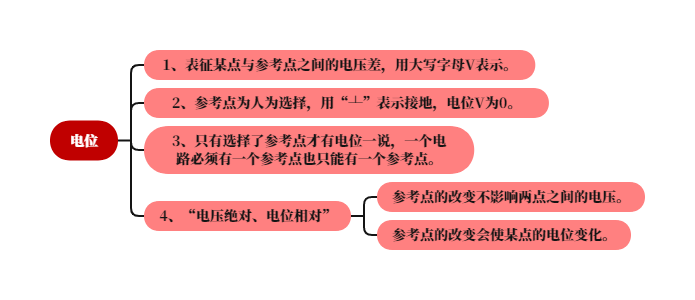 电位
1、表征某点与参考点之间的电压差，用大写字母V表示。
2、参考点为人为选择，用“┴”表示接地，电位V为0。
3、只有选择了参考点才有电位一说，一个电
路必须有一个参考点也只能有一个参考点。
4、“电压绝对、电位相对”
参考点的改变不影响两点之间的电压。
参考点的改变会使某点的电位变化。